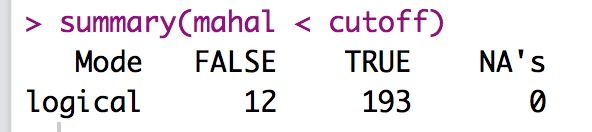 > summary(mahal < cutoff)
Mode FALSE TRUE NA's
logical 12 193 0